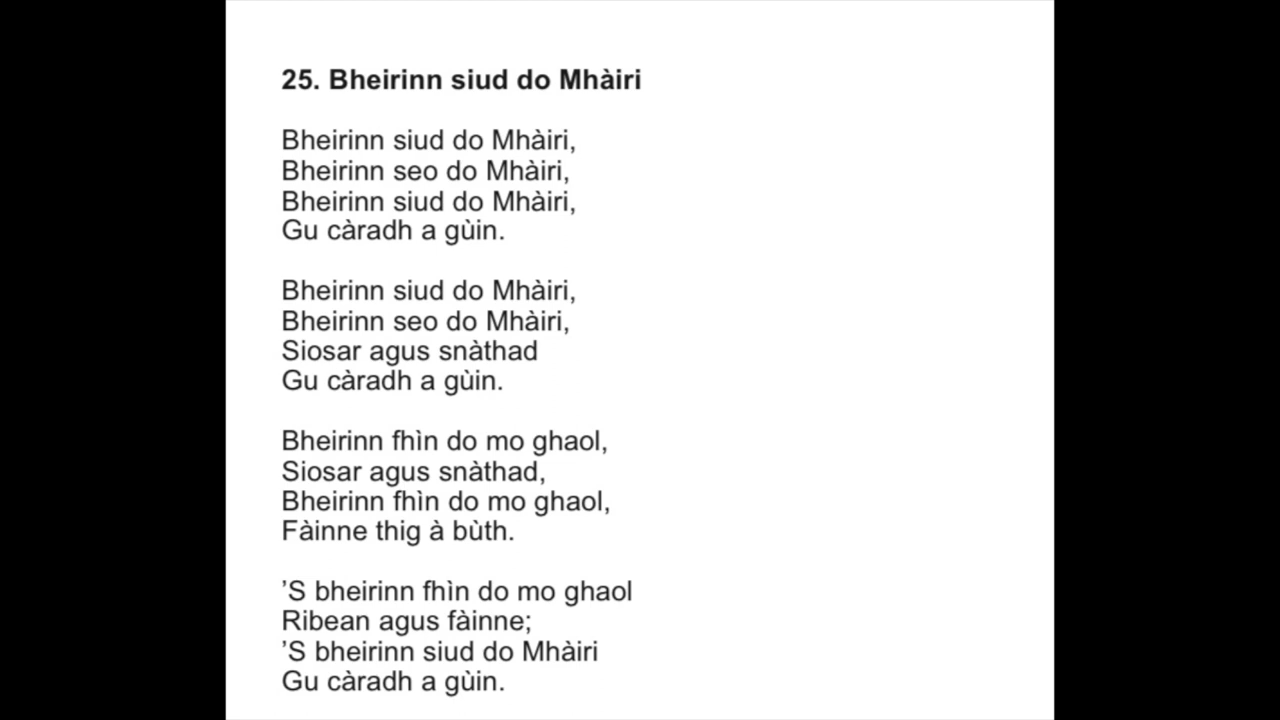 25. Bheirinn siud do Mhàiri
Bheirinn siud do Mhàiri,
Bheirinn seo do Mhàiri,
Bheirinn siud do Mhàiri,
Gu càradh a gùin.
Bheirinn siud do Mhàiri,
Bheirinn seo do Mhàiri,
Siosar agus snàthad
Gu càradh a gùin.
Bheirinn fhìn do mo ghaol,
Siosar agus snàthad,
Bheirinn fhìn do mo ghaol,
Fàinne thig à bùth.
’S bheirinn fhìn do mo ghaol
Ribean agus fàinne;
’S bheirinn siud do Mhàiri
Gu càradh a gùin.